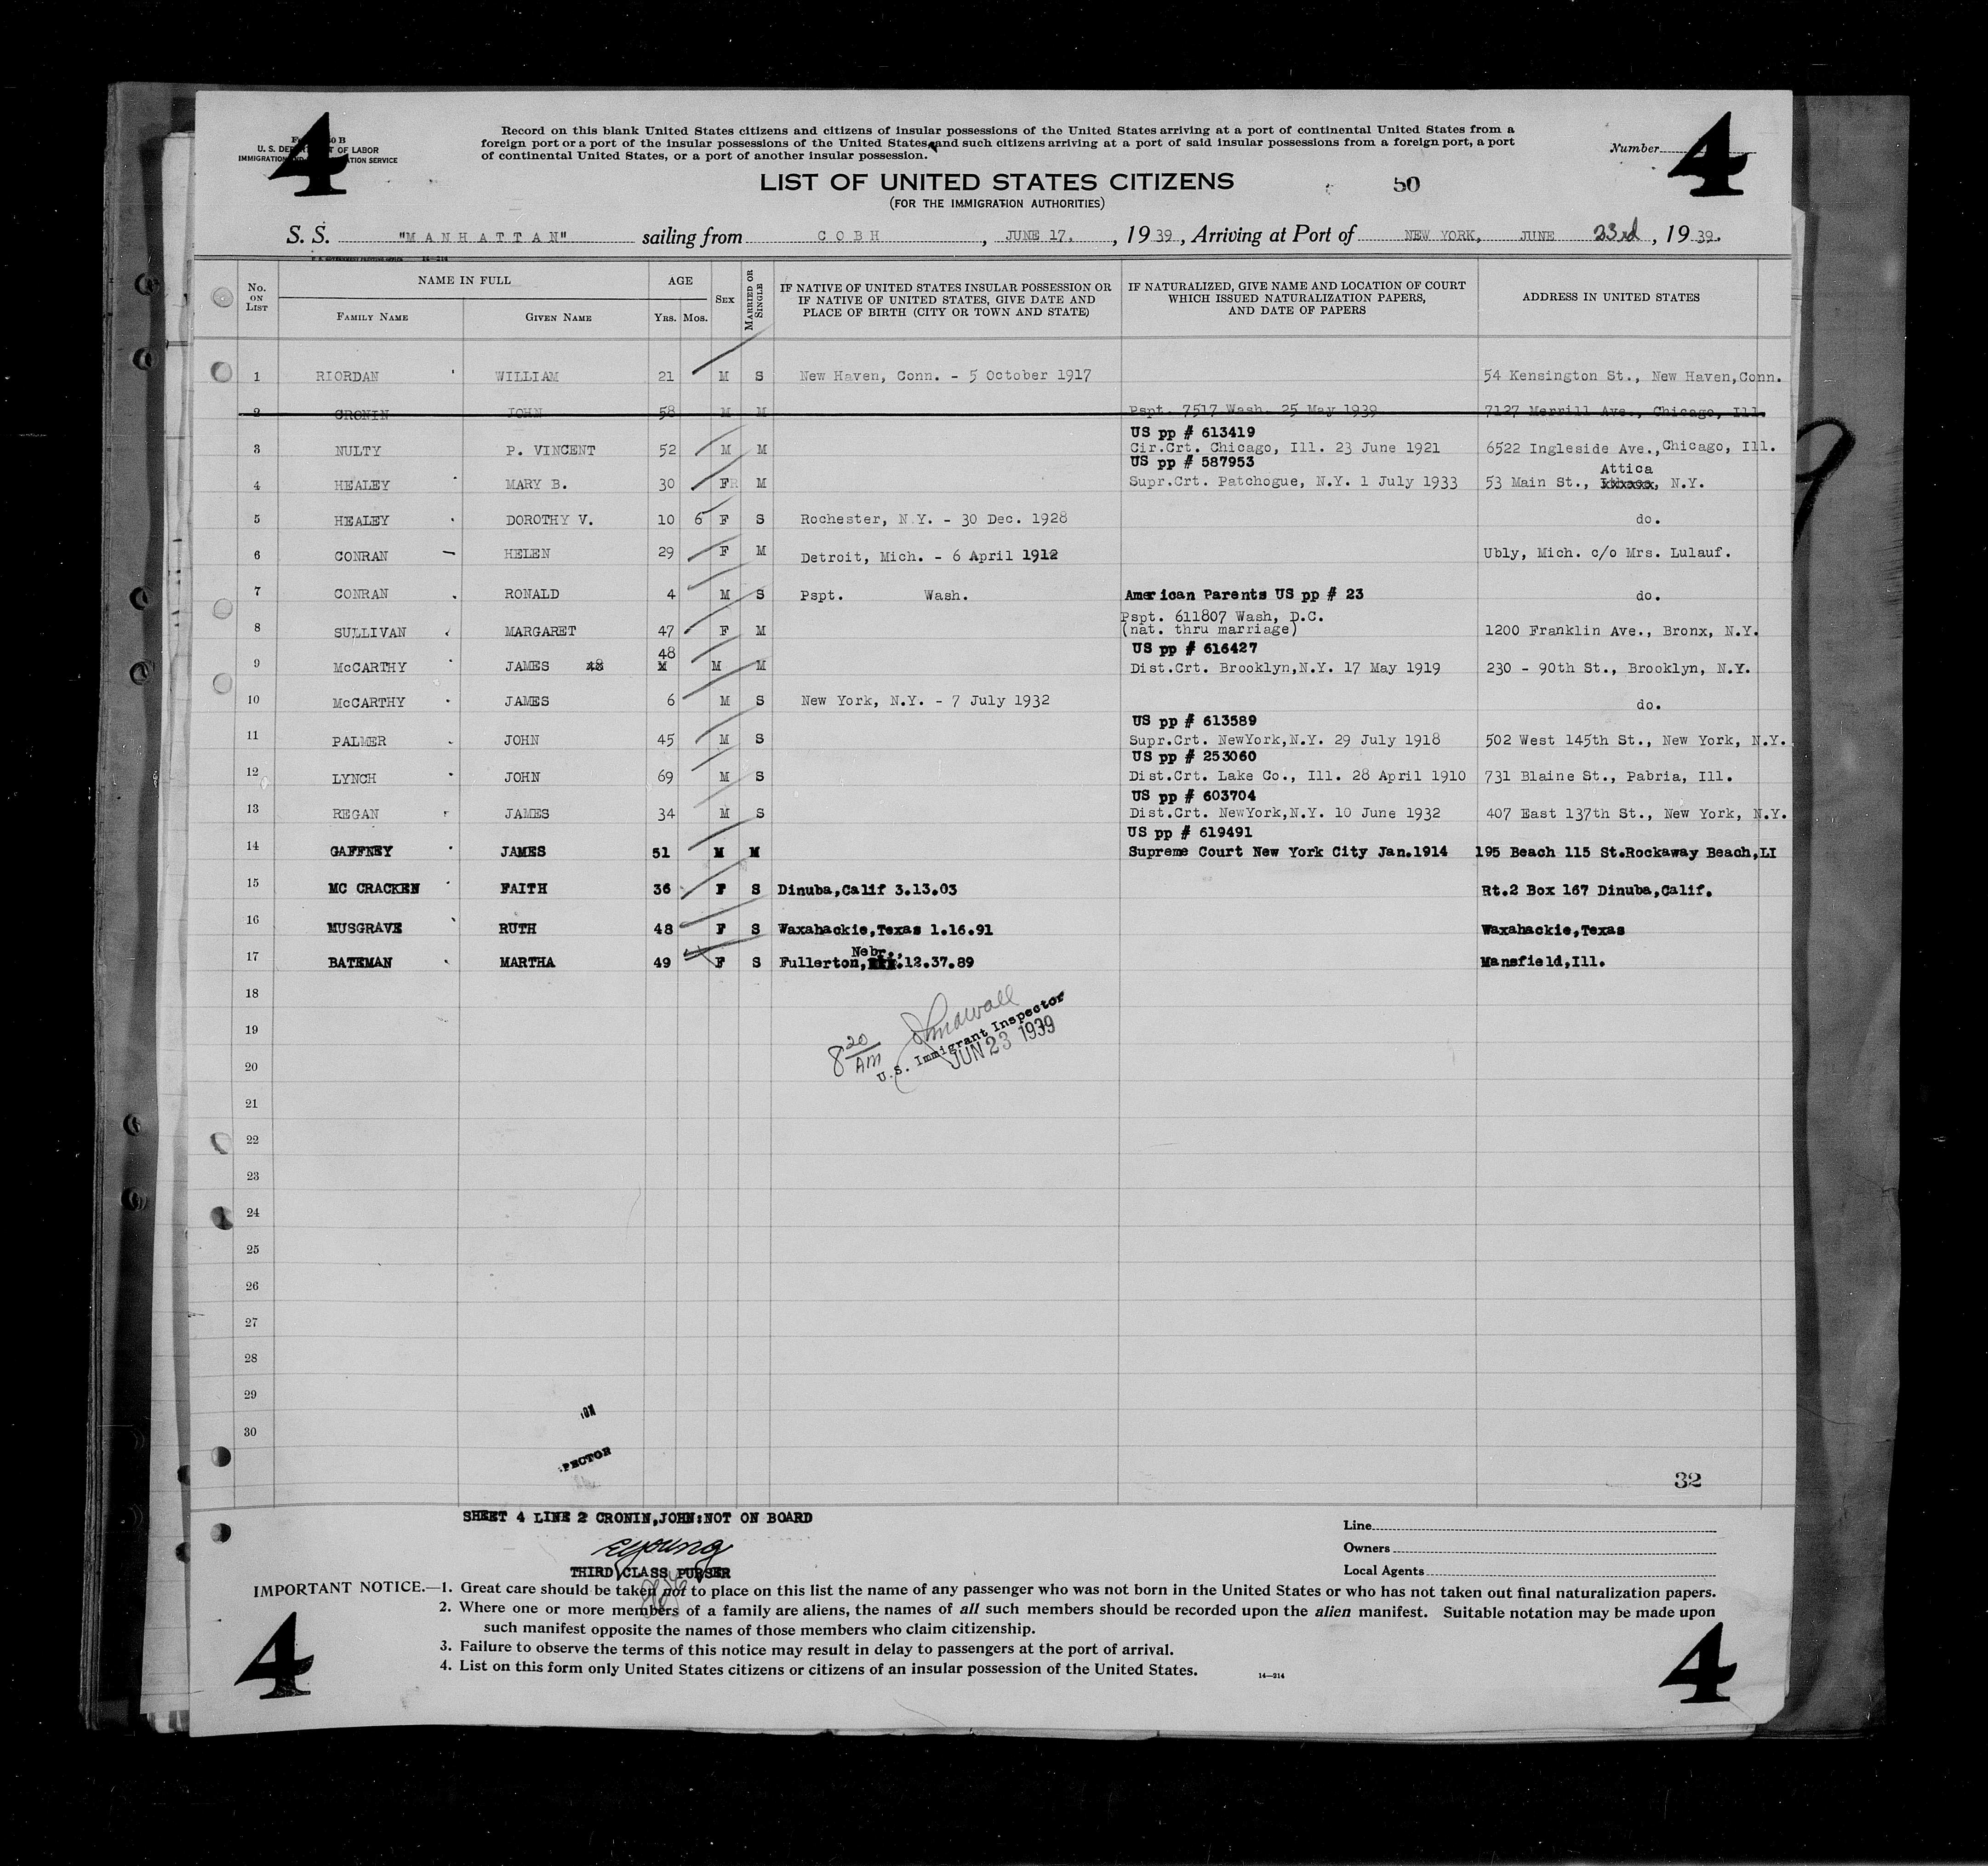 4 4
Form 630 B
U. S. DEPARTMENT OF LABOR
IMMIGRATION AND NATURALIZATION SERVICE
Record on this blank United States citizens and citizens of insular possessions of the United States arriving at a port of continental United States from a
foreign port or a port of the insular possessions of the United States, and such citizens arriving at a port of said insular possessions from a foreign port, a port
of continental United States, or a port of another insular possession.
Number
LIST OF UNITED STATES CITIZENS 50
(FOR THE IMMIGRATION AUTHORITIES)
S. S. "MANHATTAN" sailing from COBH, JUNE 17, 1939, Arriving at Port of NEW YORK, JUNE 23rd, 1939.
14—214
No. ON LIST NAME IN FULL FAMILY NAME GIVEN NAME AGE YRS. MOS. SEX MARRIED OR SINGLE IF NATIVE OF UNITED STATES INSULAR POSSESSION OR IF NATIVE OF UNITED STATES, GIVE DATE AND PLACE OF BIRTH (CITY OR TOWN AND STATE) IF NATURALIZED, GIVE NAME AND LOCATION OF COURT WHICH ISSUED NATURALIZATION PAPERS, AND DATE OF PAPERS ADDRESS IN UNITED STATES
1 RIORDAN WILLIAM 21 M S New Haven, Conn. - 5 October 1917 54 Kensington St., New Haven,Conn.
2 CRONIN JOHN 58 M M Pspt. 7517 Wash. 25 May 1939 7127 Merrill Ave., Chicago, Ill.
US pp # 613419
3 NULTY P. VINCENT 52 M M Cir.Crt. Chicago, Ill. 23 June 1921 6522 Ingleside Ave.,Chicago, Ill.
US pp # 587953 Attica
4 HEALEY MARY B. 30 F M Supr.Crt. Patchogue, N.Y. 1 July 1933 53 Main St., N.Y.
5 HEALEY DOROTHY V. 10 6 F S Rochester, N.Y. - 30 Dec. 1928 do.
6 CONRAN HELEN 29 F M Detroit, Mich. - 6 April 1912 Ubly, Mich. c/o Mrs. Lulauf.
7 CONRAN RONALD 4 M S Pspt. Wash. American Parents US pp # 23 do.
Pspt. 611807 Wash, D.C.
8 SULLIVAN MARGARET 47 F M (nat. thru marriage) 1200 Franklin Ave., Bronx, N.Y.
48 US pp # 616427
9 McCARTHY JAMES 48 M M M Dist.Crt. Brooklyn,N.Y. 17 May 1919 230 - 90th St., Brooklyn, N.Y.
10 McCARTHY JAMES 6 M S New York, N.Y. - 7 July 1932 do.
US pp # 613589
11 PALMER JOHN 45 M S Supr.Crt. NewYork,N.Y. 29 July 1918 502 West 145th St., New York, N.Y.
US pp # 253060
12 LYNCH JOHN 69 M S Dist.Crt. Lake Co., Ill. 28 April 1910 731 Blaine St., Pabria, Ill.
US pp # 603704
13 REGAN JAMES 34 M S Dist.Crt. NewYork,N.Y. 10 June 1932 407 East 137th St., New York, N.Y.
US pp # 619491
14 GAFFNEY JAMES 51 M M Supreme Court New York City Jan.1914 195 Beach 115 St.Rockaway Beach,LI
15 MC CRACKEN FAITH 36 F S Dinuba,Calif 3.13.03 Rt.2 Box 167 Dinuba,Calif.
16 MUSGRAVE RUTH 48 F S Waxahackie,Texas 1.16.91 Waxahackie,Texas
Nebr.,
17 BATEMAN MARTHA 49 F S Fullerton, .12.37.89 Mansfield,Ill.
18
19
20
8 20 AM
U.S. Immigrant Inspector
JUN 23 1939
21
22
23
24
25
26
27
28
29
30
PECTOR
32
SHEET 4 LINE 2 CRONIN,JOHN:NOT ON BOARD
EYoung
THIRD CLASS PURSER
Line
Owners
Local Agents
IMPORTANT NOTICE.—1. Great care should be taken not to place on this list the name of any passenger who was not born in the United States or who has not taken out final naturalization papers.
2. Where one or more members of a family are aliens, the names of all such members should be recorded upon the alien manifest. Suitable notation may be made upon
such manifest opposite the names of those members who claim citizenship.
3. Failure to observe the terms of this notice may result in delay to passengers at the port of arrival.
4. List on this form only United States citizens or citizens of an insular possession of the United States.
14—214
4 4